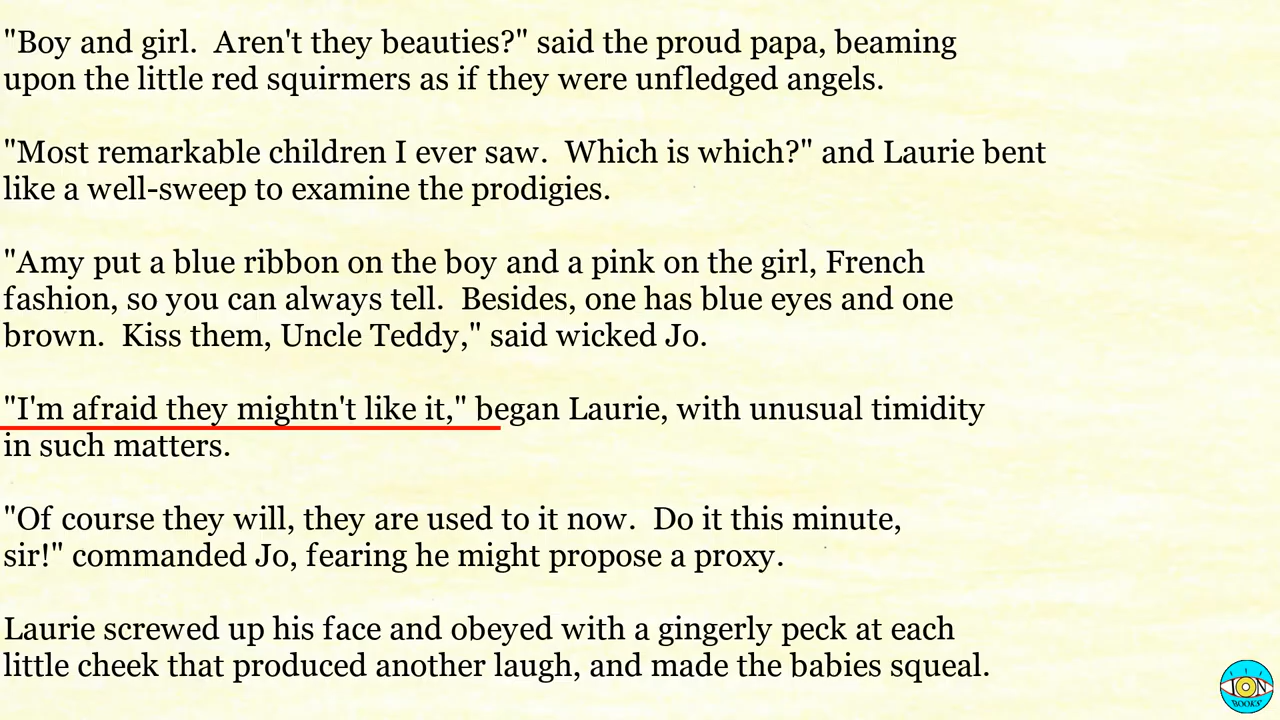 "Boy and girl.  Aren't they beauties?" said the proud papa, beaming
upon the little red squirmers as if they were unfledged angels.
"Most remarkable children I ever saw.  Which is which?" and Laurie bent
like a well-sweep to examine the prodigies.
"Amy put a blue ribbon on the boy and a pink on the girl, French
fashion, so you can always tell.  Besides, one has blue eyes and one
brown.  Kiss them, Uncle Teddy," said wicked Jo.
"I'm afraid they mightn't like it," began Laurie, with unusual timidity
in such matters.
"Of course they will, they are used to it now.  Do it this minute,
sir!" commanded Jo, fearing he might propose a proxy.
Laurie screwed up his face and obeyed with a gingerly peck at each
little cheek that produced another laugh, and made the babies squeal.
ION
BOOKS